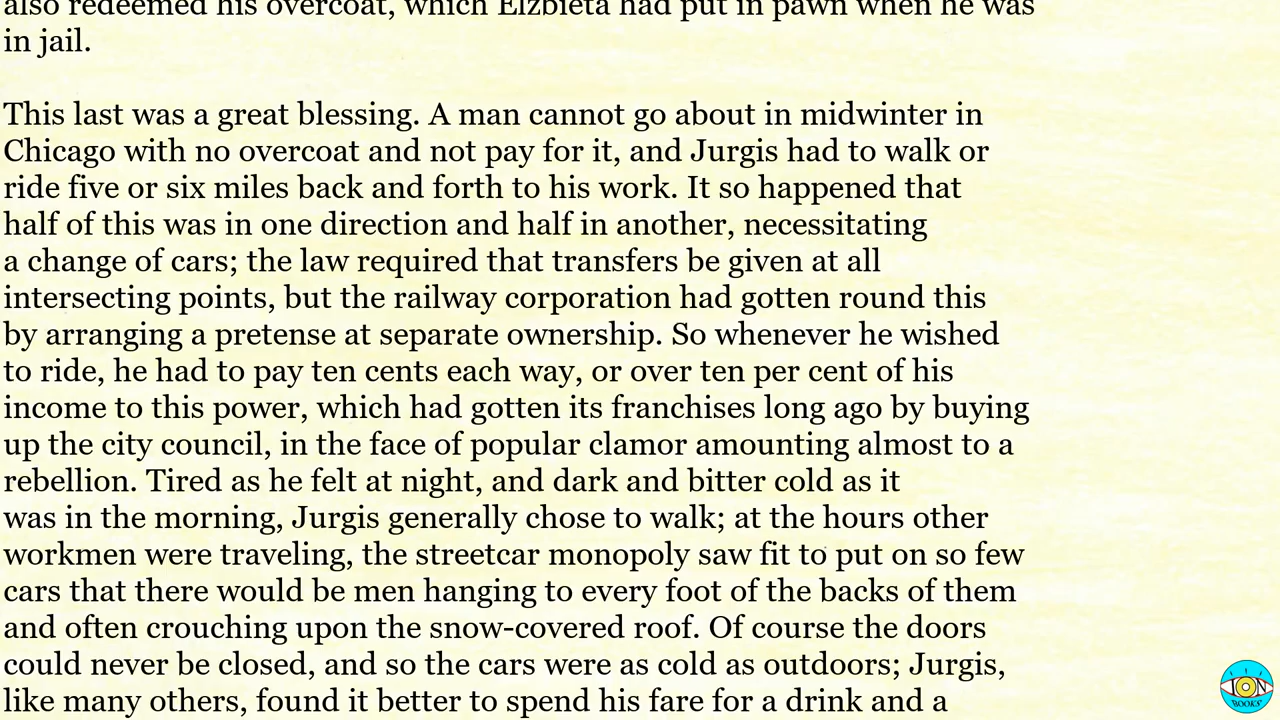 also redeemed his overcoat, which Elzbieta had put in pawn when he was
in jail.
This last was a great blessing. A man cannot go about in midwinter in
Chicago with no overcoat and not pay for it, and Jurgis had to walk or
ride five or six miles back and forth to his work. It so happened that
half of this was in one direction and half in another, necessitating
a change of cars; the law required that transfers be given at all
intersecting points, but the railway corporation had gotten round this
by arranging a pretense at separate ownership. So whenever he wished
to ride, he had to pay ten cents each way, or over ten per cent of his
income to this power, which had gotten its franchises long ago by buying
up the city council, in the face of popular clamor amounting almost to a
rebellion. Tired as he felt at night, and dark and bitter cold as it
was in the morning, Jurgis generally chose to walk; at the hours other
workmen were traveling, the streetcar monopoly saw fit to put on so few
cars that there would be men hanging to every foot of the backs of them
and often crouching upon the snow-covered roof. Of course the doors
could never be closed, and so the cars were as cold as outdoors; Jurgis,
like many others, found it better to spend his fare for a drink and a
ION
BOOKS